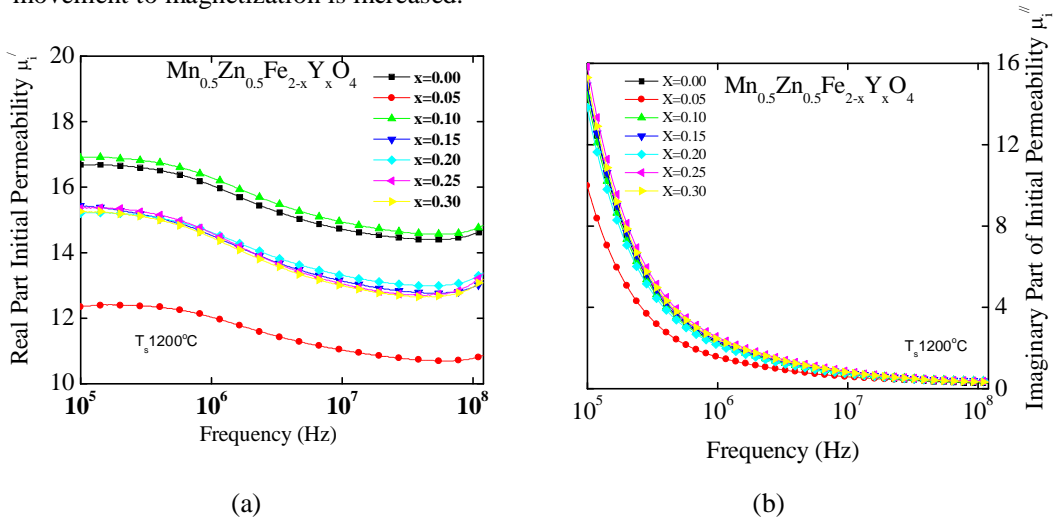 movement to magnetization is increased.
Mn0.5Zn0.5Fe2-xYxO4
x=0.00
x=0.05
x=0.10
x=0.15
x=0.20
x=0.25
x=0.30
Ts1200°C
Real Part Initial Permeability μi/
20
18
16
14
12
10
10^5
10^6
10^7
10^8
Frequency (Hz)
(a)
Mn0.5Zn0.5Fe2-xYxO4
X=0.00
X=0.05
X=0.10
X=0.15
X=0.20
X=0.25
X=0.30
Ts1200°C
Imaginary Part of Initial Permeability μi//
16
12
8
4
0
10^5
10^6
10^7
10^8
Frequency (Hz)
(b)